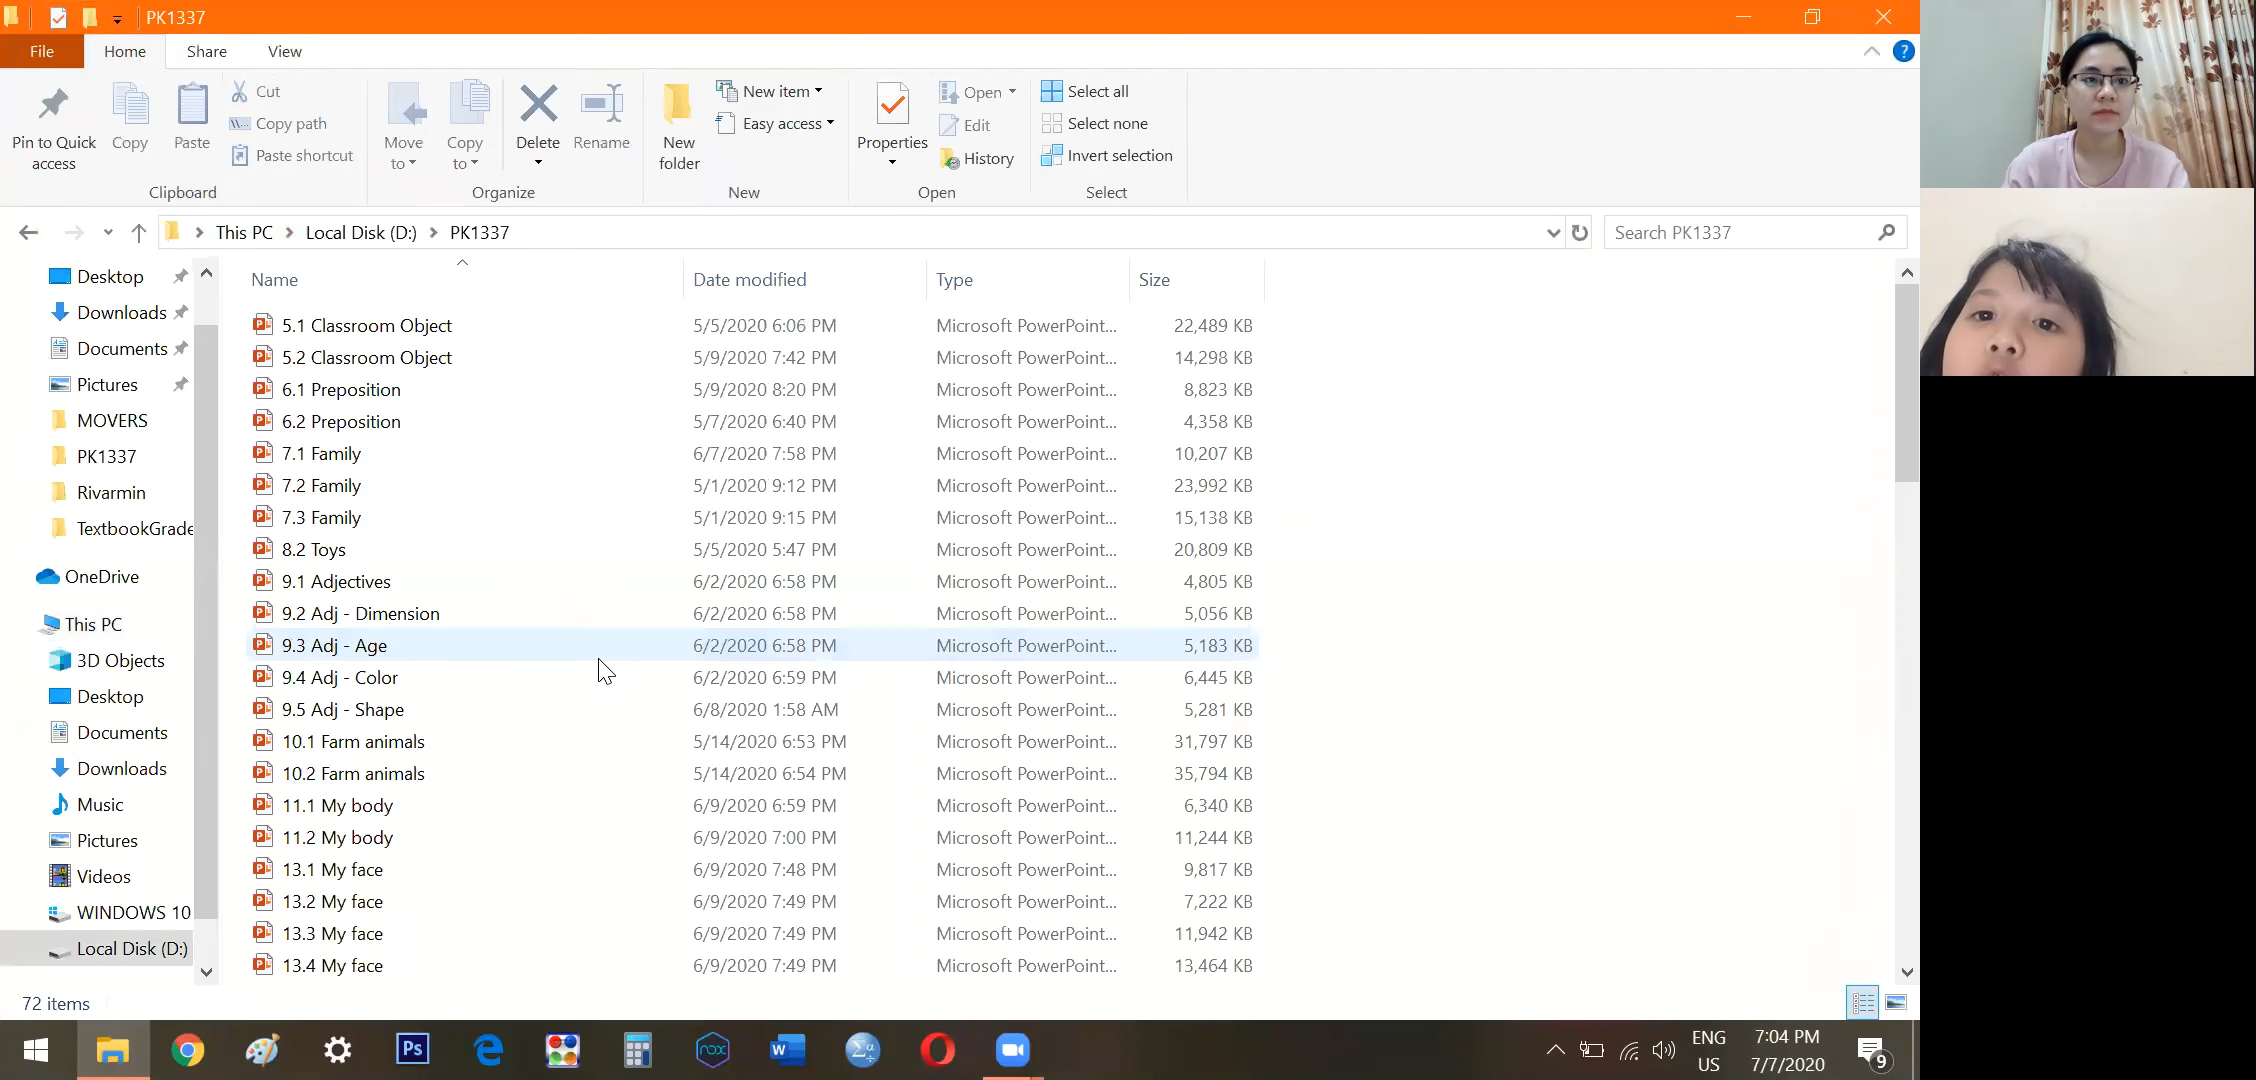 PK1337
File Home Share View
Pin to Quick access
Copy
Paste
Cut
Copy path
Paste shortcut
Clipboard
Move to
Copy to
Delete
Rename
Organize
New folder
New item
Easy access
New
Properties
Open
Edit
History
Open
Select all
Select none
Invert selection
Select
This PC Local Disk (D:) PK1337
Search PK1337
Desktop
Downloads
Documents
Pictures
MOVERS
PK1337
Rivarmin
TextbookGrade
OneDrive
This PC
3D Objects
Desktop
Documents
Downloads
Music
Pictures
Videos
WINDOWS 10
Local Disk (D:)
Name Date modified Type Size
5.1 Classroom Object 5/5/2020 6:06 PM Microsoft PowerPoint... 22,489 KB
5.2 Classroom Object 5/9/2020 7:42 PM Microsoft PowerPoint... 14,298 KB
6.1 Preposition 5/9/2020 8:20 PM Microsoft PowerPoint... 8,823 KB
6.2 Preposition 5/7/2020 6:40 PM Microsoft PowerPoint... 4,358 KB
7.1 Family 6/7/2020 7:58 PM Microsoft PowerPoint... 10,207 KB
7.2 Family 5/1/2020 9:12 PM Microsoft PowerPoint... 23,992 KB
7.3 Family 5/1/2020 9:15 PM Microsoft PowerPoint... 15,138 KB
8.2 Toys 5/5/2020 5:47 PM Microsoft PowerPoint... 20,809 KB
9.1 Adjectives 6/2/2020 6:58 PM Microsoft PowerPoint... 4,805 KB
9.2 Adj - Dimension 6/2/2020 6:58 PM Microsoft PowerPoint... 5,056 KB
9.3 Adj - Age 6/2/2020 6:58 PM Microsoft PowerPoint... 5,183 KB
9.4 Adj - Color 6/2/2020 6:59 PM Microsoft PowerPoint... 6,445 KB
9.5 Adj - Shape 6/8/2020 1:58 AM Microsoft PowerPoint... 5,281 KB
10.1 Farm animals 5/14/2020 6:53 PM Microsoft PowerPoint... 31,797 KB
10.2 Farm animals 5/14/2020 6:54 PM Microsoft PowerPoint... 35,794 KB
11.1 My body 6/9/2020 6:59 PM Microsoft PowerPoint... 6,340 KB
11.2 My body 6/9/2020 7:00 PM Microsoft PowerPoint... 11,244 KB
13.1 My face 6/9/2020 7:48 PM Microsoft PowerPoint... 9,817 KB
13.2 My face 6/9/2020 7:49 PM Microsoft PowerPoint... 7,222 KB
13.3 My face 6/9/2020 7:49 PM Microsoft PowerPoint... 11,942 KB
13.4 My face 6/9/2020 7:49 PM Microsoft PowerPoint... 13,464 KB
72 items
Ps
nox
W
ENG
US
7:04 PM
7/7/2020
9